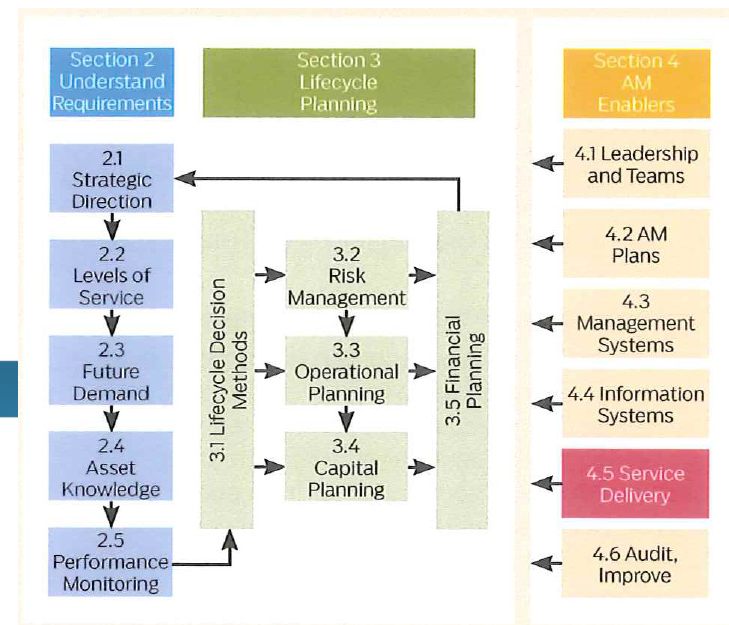 Section 2
Understand
Requirements
Section 3
Lifecycle
Planning
Section 4
AM
Enablers
2.1
Strategic
Direction
2.2
Levels of
Service
2.3
Future
Demand
2.4
Asset
Knowledge
2.5
Performance
Monitoring
3.1 Lifecycle Decision
Methods
3.2
Risk
Management
3.3
Operational
Planning
3.4
Capital
Planning
3.5 Financial
Planning
4.1 Leadership
and Teams
4.2 AM
Plans
4.3
Management
Systems
4.4 Information
Systems
4.5 Service
Delivery
4.6 Audit,
Improve